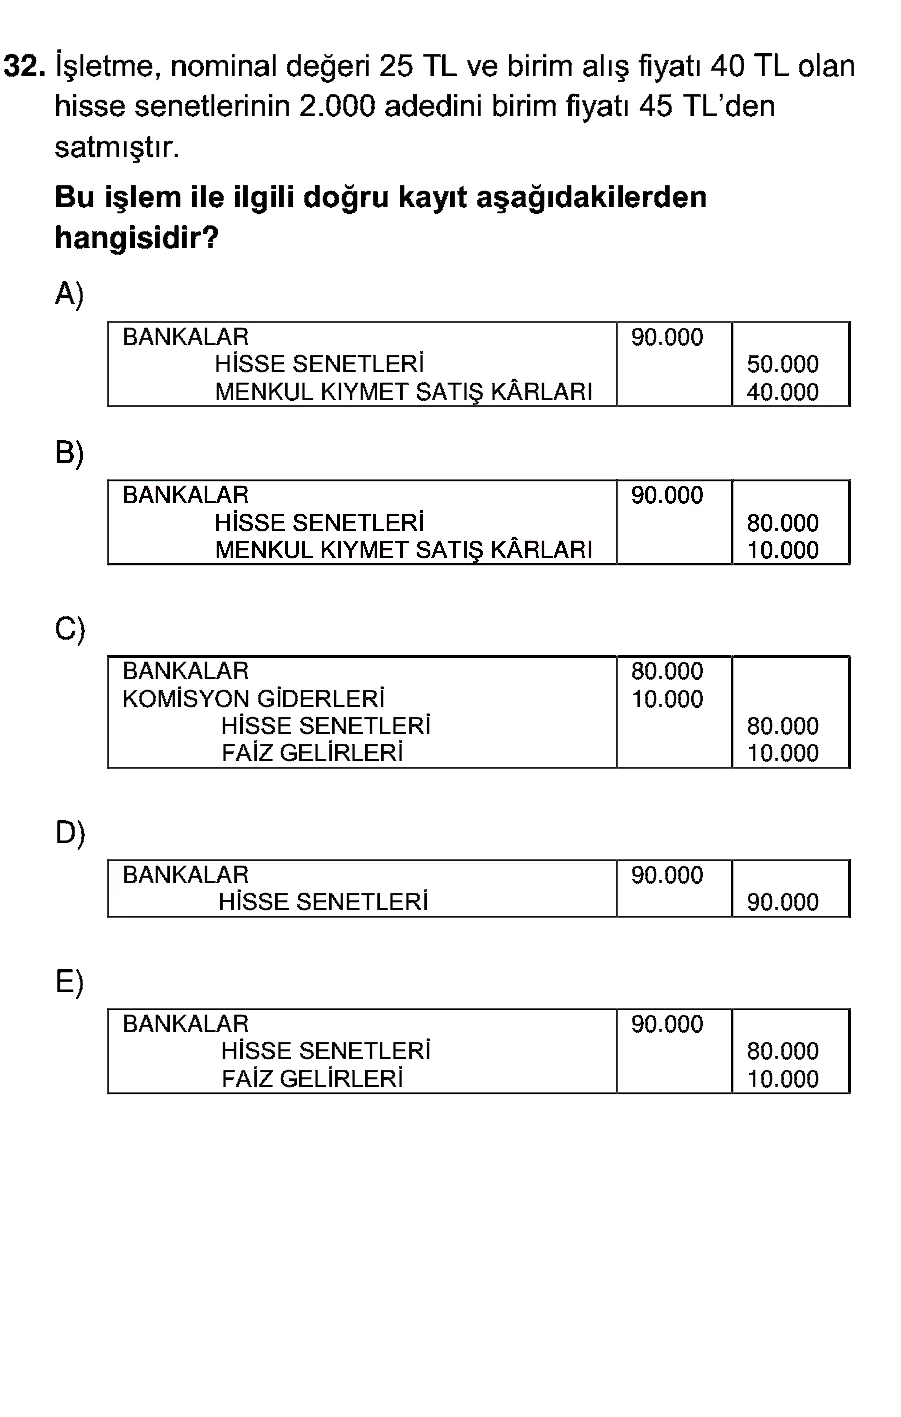 32. İşletme, nominal değeri 25 TL ve birim alış fiyatı 40 TL olan
hisse senetlerinin 2.000 adedini birim fiyatı 45 TL’den
satmıştır.
Bu işlem ile ilgili doğru kayıt aşağıdakilerden
hangisidir?
A)
BANKALAR 90.000
HİSSE SENETLERİ 50.000
MENKUL KIYMET SATIŞ KÂRLARI 40.000
B)
BANKALAR 90.000
HİSSE SENETLERİ 80.000
MENKUL KIYMET SATIŞ KÂRLARI 10.000
C)
BANKALAR 80.000
KOMİSYON GİDERLERİ 10.000
HİSSE SENETLERİ 80.000
FAİZ GELİRLERİ 10.000
D)
BANKALAR 90.000
HİSSE SENETLERİ 90.000
E)
BANKALAR 90.000
HİSSE SENETLERİ 80.000
FAİZ GELİRLERİ 10.000